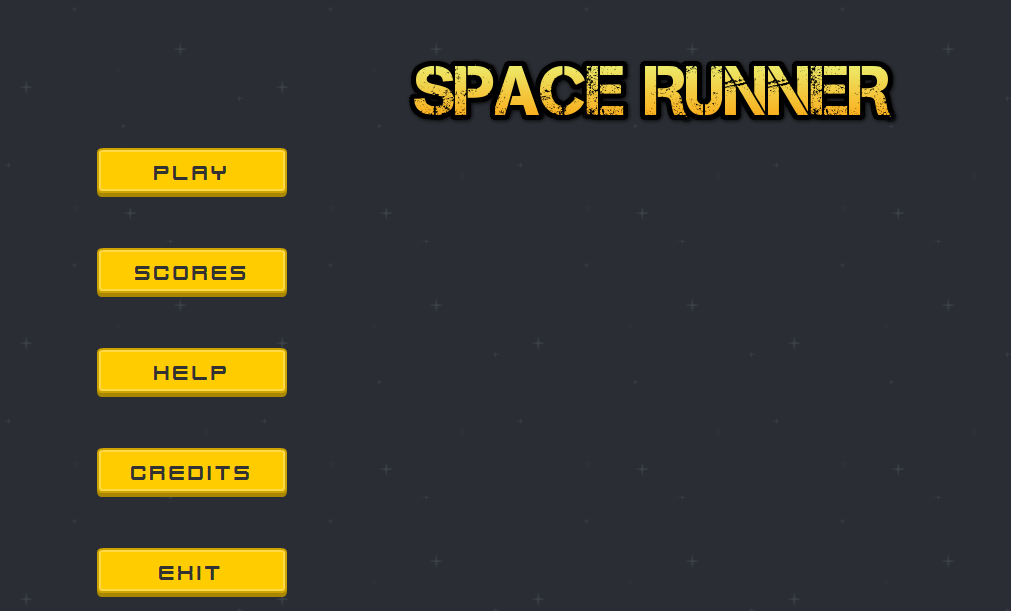 SPACE RUNNER
PLAY
SCORES
HELP
CREDITS
EXIT